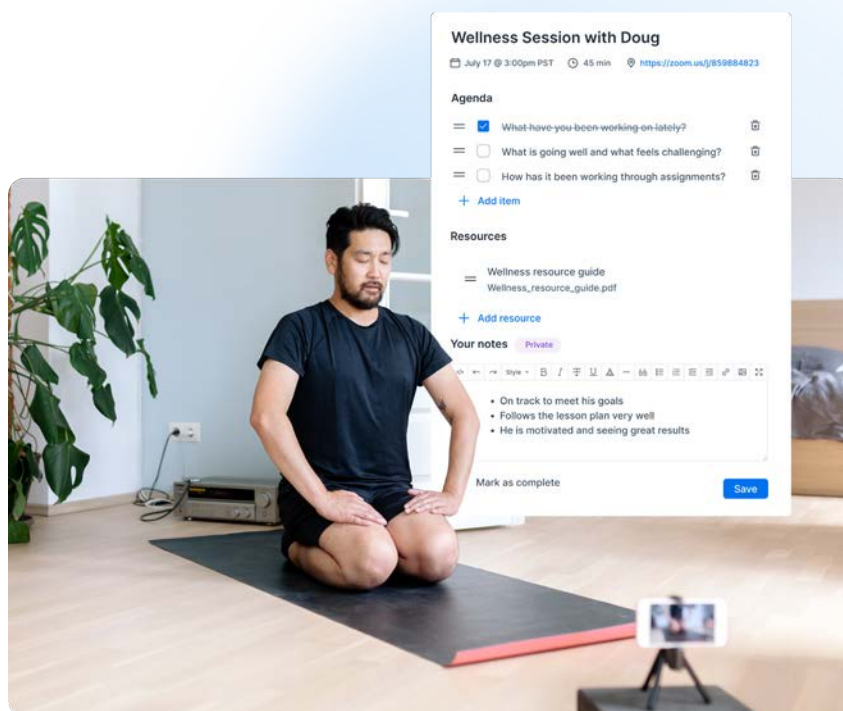 Wellness Session with Doug
July 17 @ 3:00pm PST 45 min https://zoom.us/j/859884823
Agenda
What have you been working on lately?
What is going well and what feels challenging?
How has it been working through assignments?
+ Add item
Resources
Wellness resource guide
Wellness_resource_guide.pdf
+ Add resource
Your notes Private
Style B I T U A
• On track to meet his goals
• Follows the lesson plan very well
• He is motivated and seeing great results
Mark as complete
Save